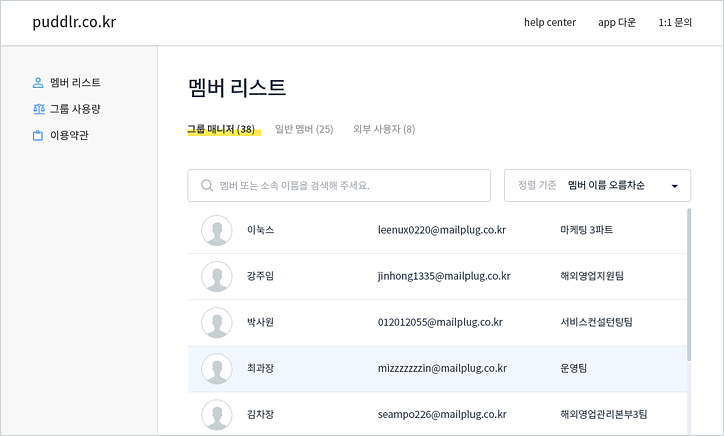 puddlr.co.kr help center app 다운 1:1 문의
멤버 리스트
그룹 사용량
이용약관
멤버 리스트
그룹 매니저 (38) 일반 멤버 (25) 외부 사용자 (8)
멤버 또는 소속 이름을 검색해 주세요. 정렬 기준 멤버 이름 오름차순
이눅스 leenux0220@mailplug.co.kr 마케팅 3파트
강주임 jinhong1335@mailplug.co.kr 해외영업지원팀
박사원 012012055@mailplug.co.kr 서비스컨설턴팅팀
최과장 mizzzzzzzin@mailplug.co.kr 운영팀
김차장 seampo226@mailplug.co.kr 해외영업관리본부3팀